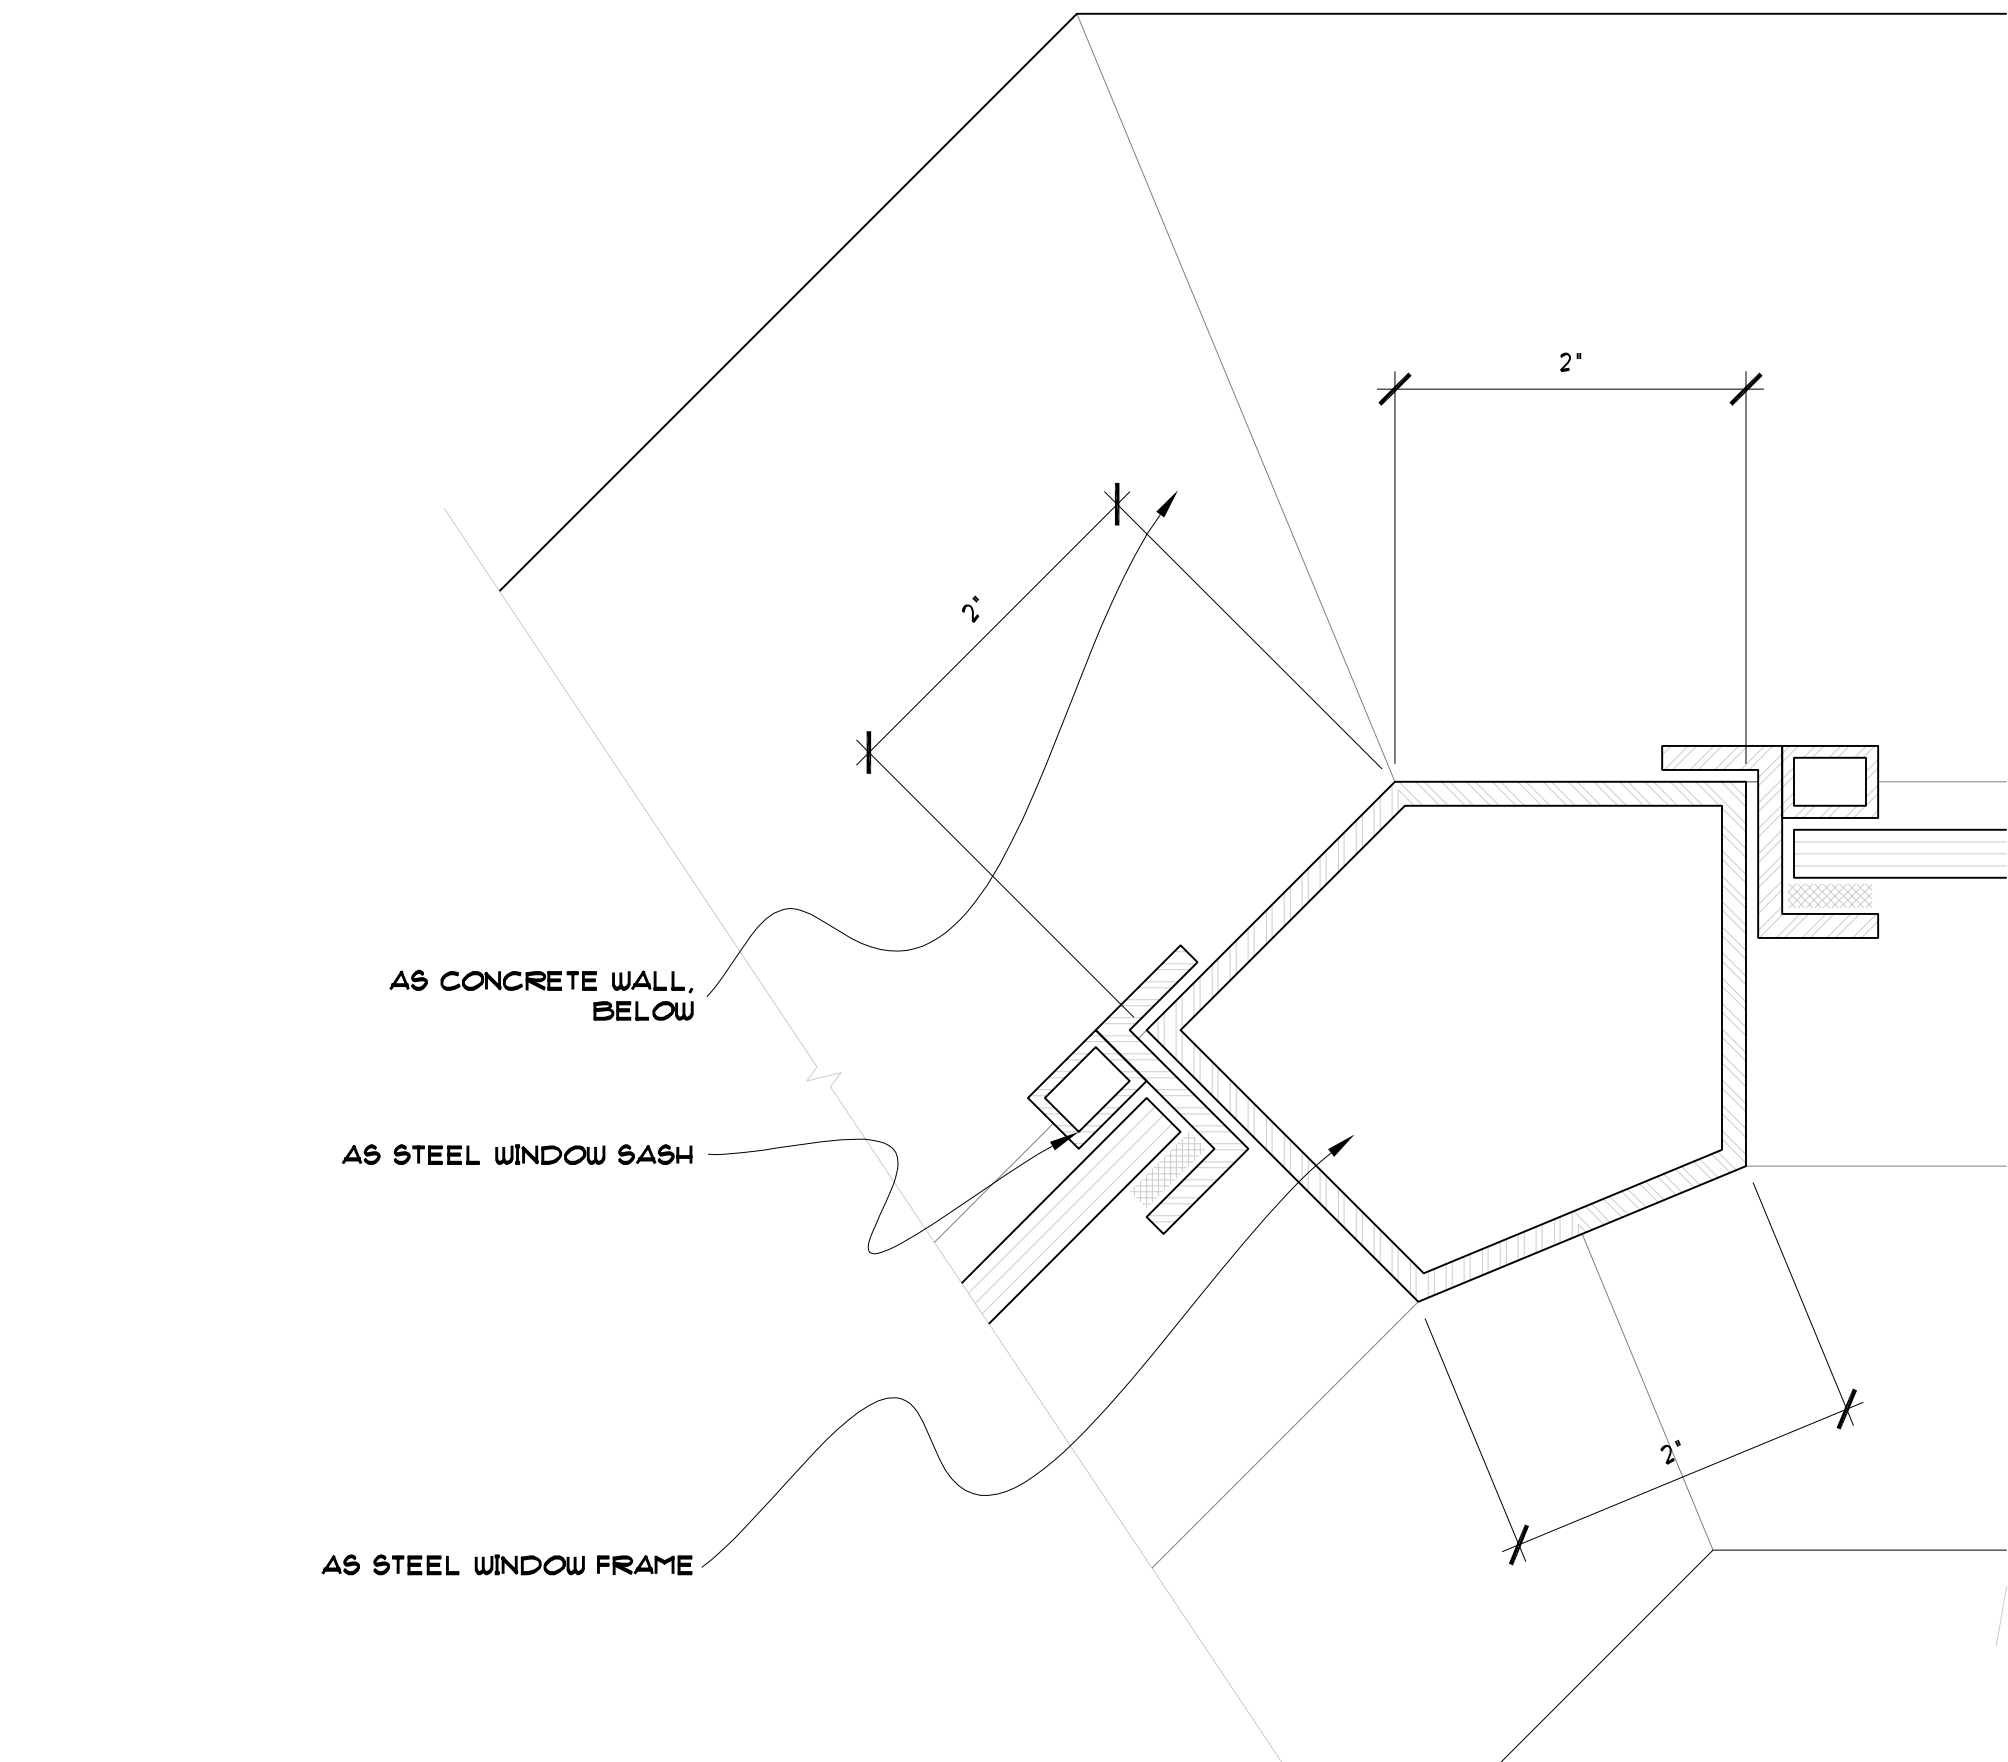 2"
2"
AS CONCRETE WALL,
BELOW
AS STEEL WINDOW SASH
2"
AS STEEL WINDOW FRAME